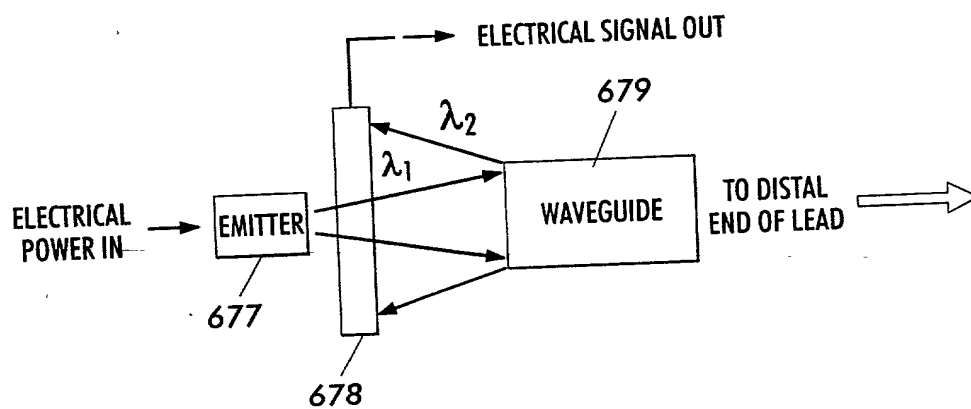 ELECTRICAL SIGNAL OUT
679
λ2
λ1
ELECTRICAL
POWER IN
EMITTER
WAVEGUIDE
TO DISTAL
END OF LEAD
677
678